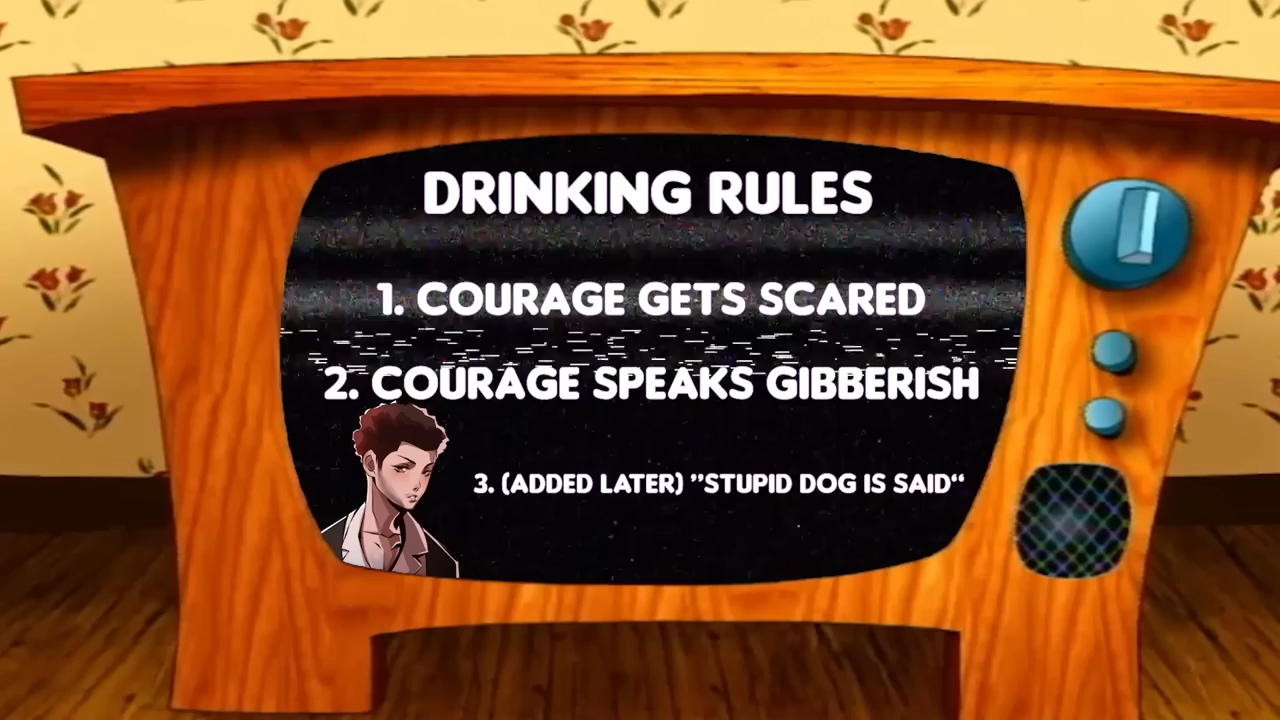 DRINKING RULES
1. COURAGE GETS SCARED
2. COURAGE SPEAKS GIBBERISH
3. (ADDED LATER) ”STUPID DOG IS SAID“